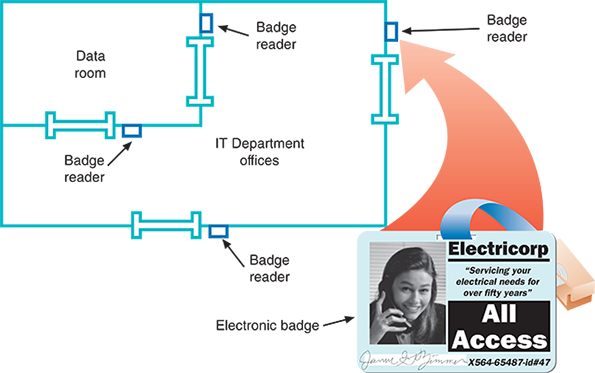 Badge
reader
Badge
reader
Data
room
IT Department
offices
Badge
reader
Badge
reader
Electronic badge
Electricorp
“Servicing your
electrical needs for
over fifty years”
All
Access
X564-65487-id#47